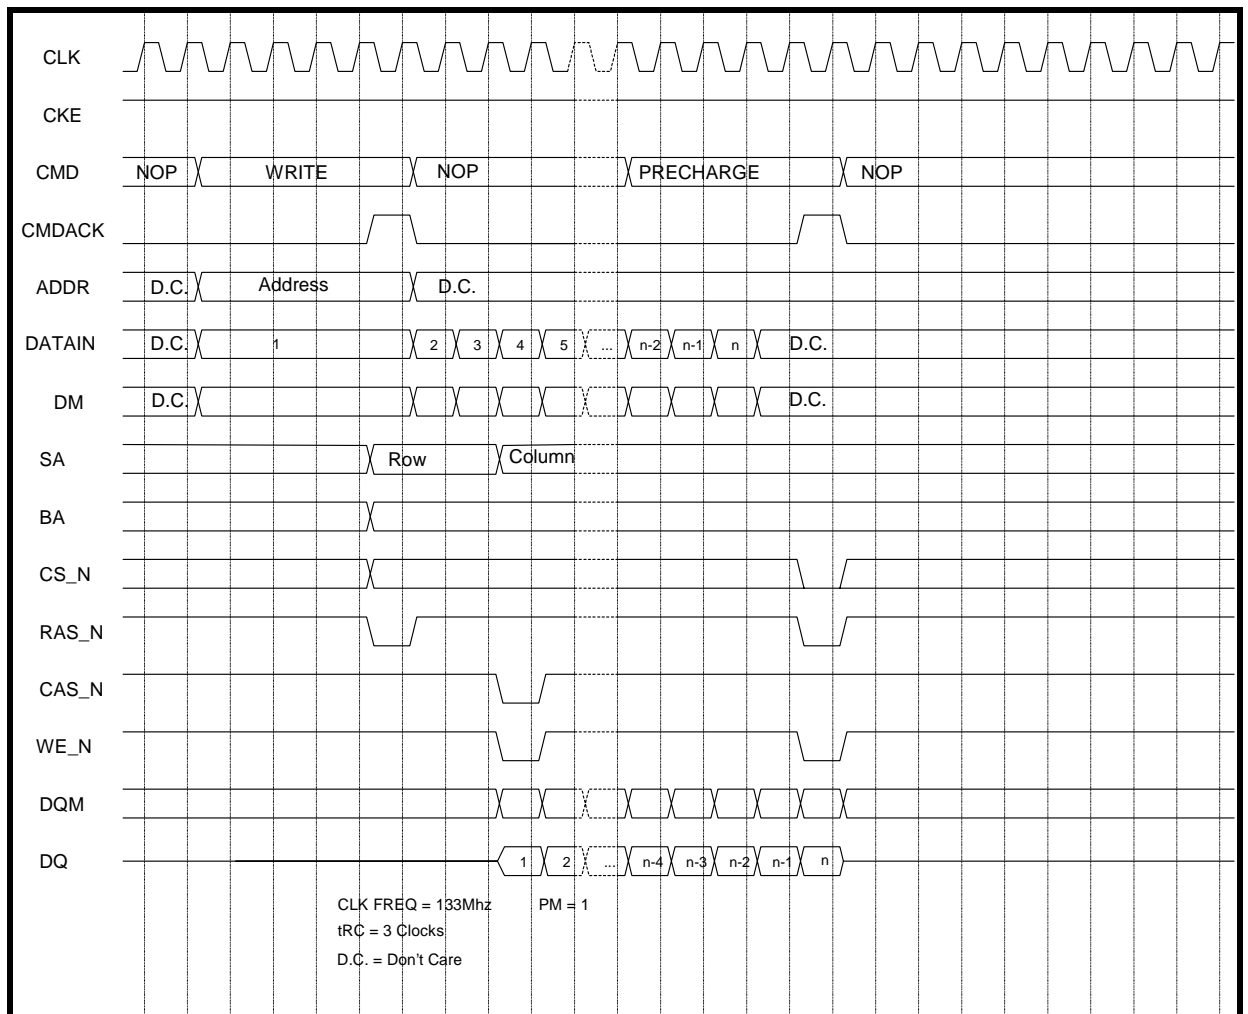 CLK
CKE
CMD NOP WRITE NOP PRECHARGE NOP
CMDACK
ADDR D.C. Address D.C.
DATAIN D.C. 1 2 3 4 5 ... n-2 n-1 n D.C.
DM D.C. D.C.
SA Row Column
BA
CS_N
RAS_N
CAS_N
WE_N
DQM
DQ 1 2 ... n-4 n-3 n-2 n-1 n
CLK FREQ = 133Mhz PM = 1
tRC = 3 Clocks
D.C. = Don't Care